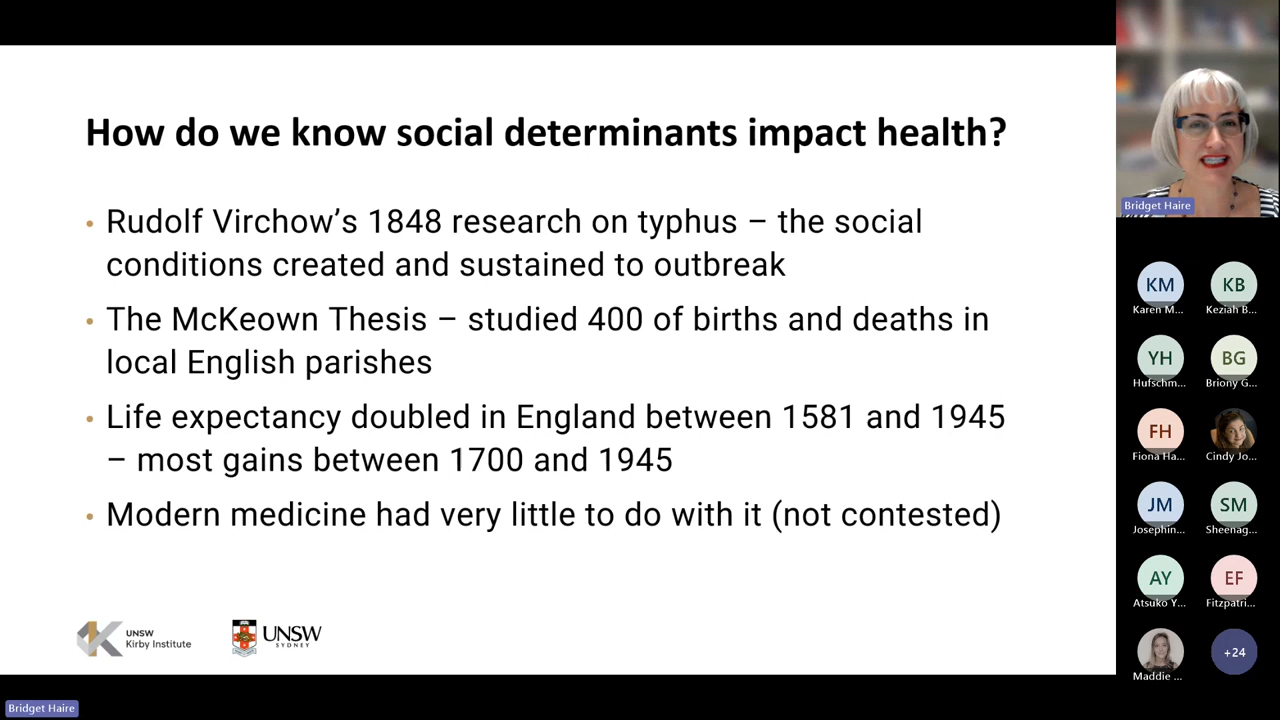 How do we know social determinants impact health?
• Rudolf Virchow’s 1848 research on typhus – the social
conditions created and sustained to outbreak
• The McKeown Thesis – studied 400 of births and deaths in
local English parishes
• Life expectancy doubled in England between 1581 and 1945
– most gains between 1700 and 1945
• Modern medicine had very little to do with it (not contested)
UNSW
Kirby Institute
UNSW
SYDNEY
Bridget Haire
Bridget Haire
KM
Karen M...
KB
Keziah B...
YH
Hufschm...
BG
Briony G...
FH
Fiona Ha...
Cindy Jo...
JM
Josephin...
SM
Sheenag...
AY
Atsuko Y...
EF
Fitzpatri...
Maddie ...
+24